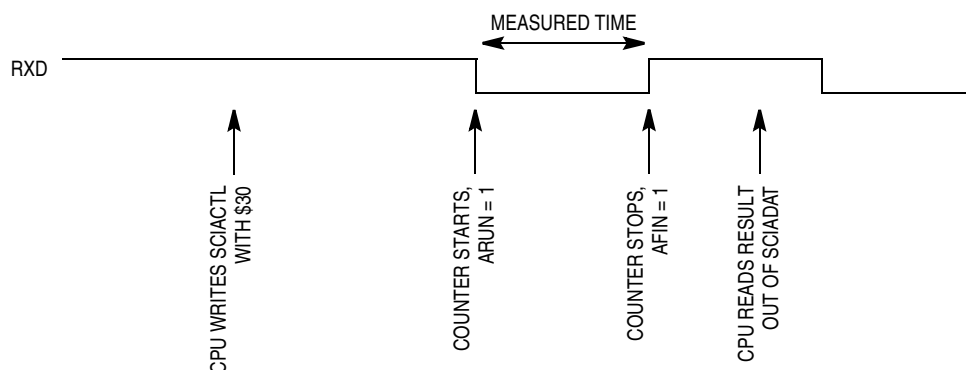 MEASURED TIME
RXD
CPU WRITES SCIACTL
WITH $30
COUNTER STARTS,
ARUN = 1
COUNTER STOPS,
AFIN = 1
CPU READS RESULT
OUT OF SCIADAT